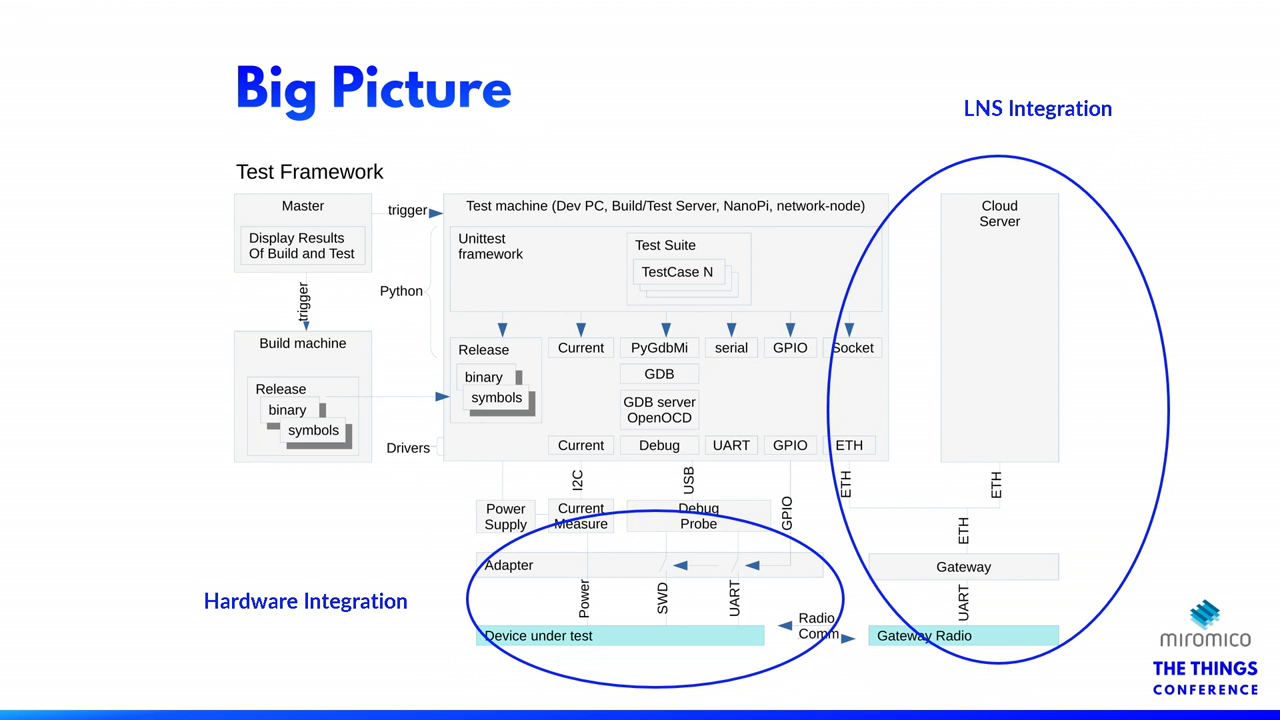 Big Picture
LNS Integration
Test Framework
Master
Display Results
Of Build and Test
trigger
trigger
Python
Build machine
Release
binary
symbols
Drivers
Test machine (Dev PC, Build/Test Server, NanoPi, network-node)
Unittest
framework
Test Suite
TestCase N
Release
binary
symbols
Current
PyGdbMi
serial
GPIO
Socket
GDB
GDB server
OpenOCD
Current
Debug
UART
GPIO
ETH
Cloud
Server
I2C
USB
GPIO
ETH
ETH
Power
Supply
Current
Measure
Debug
Probe
ETH
Adapter
Gateway
Power
SWD
UART
UART
Hardware Integration
Radio
Comm
Device under test
Gateway Radio
miromico
THE THINGS
CONFERENCE